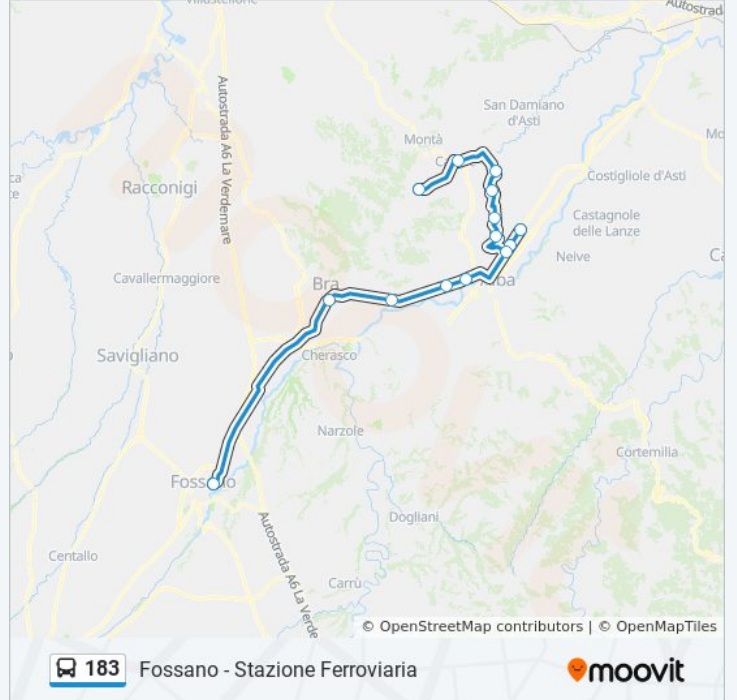 Autostrad
San Damiano
d'Asti
Montà
Autostrada A6 La Verdemare
Racconigi
Costigliole d'Asti
Castagnole
delle Lanze
Neive
Cavallermaggiore
Bra
Savigliano
Cherasco
Narzole
Cortemilia
Dogliani
Centallo
Autostrada A6 La Verde
Carrù
© OpenStreetMap contributors | © OpenMapTiles
183 Fossano - Stazione Ferroviaria
moovit